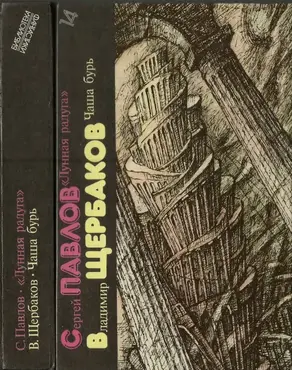 БИБЛИОТЕКА
С. Павлов · «Лунная радуга»
В. Щербаков · Чаша бурь
14
Сергей ПАВЛОВ «Лунная радуга»
Владимир ЩЕРБАКОВ Чаша бурь